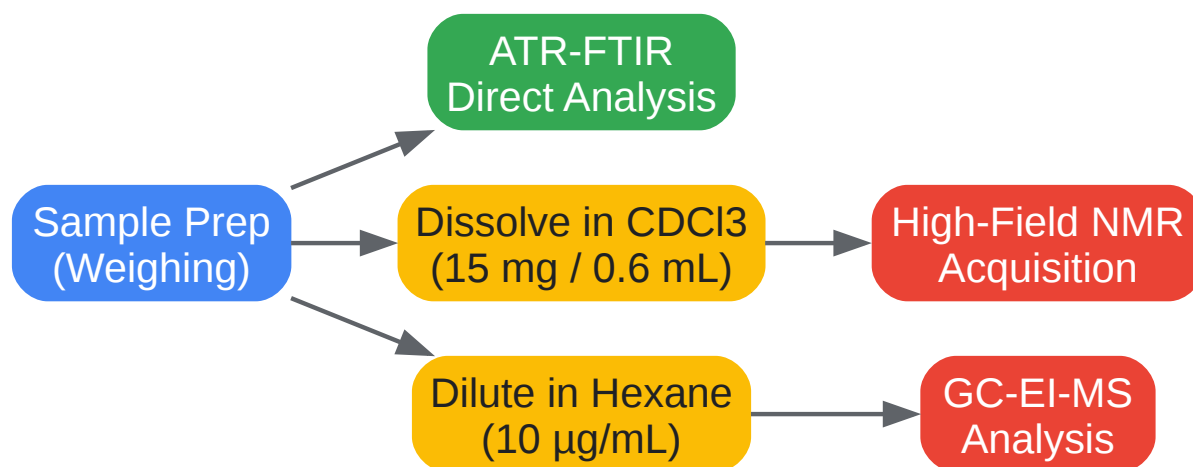 ATR-FTIR
Direct Analysis
Sample Prep
(Weighing)
Dissolve in CDCl3
(15 mg / 0.6 mL)
High-Field NMR
Acquisition
Dilute in Hexane
(10 µg/mL)
GC-EI-MS
Analysis